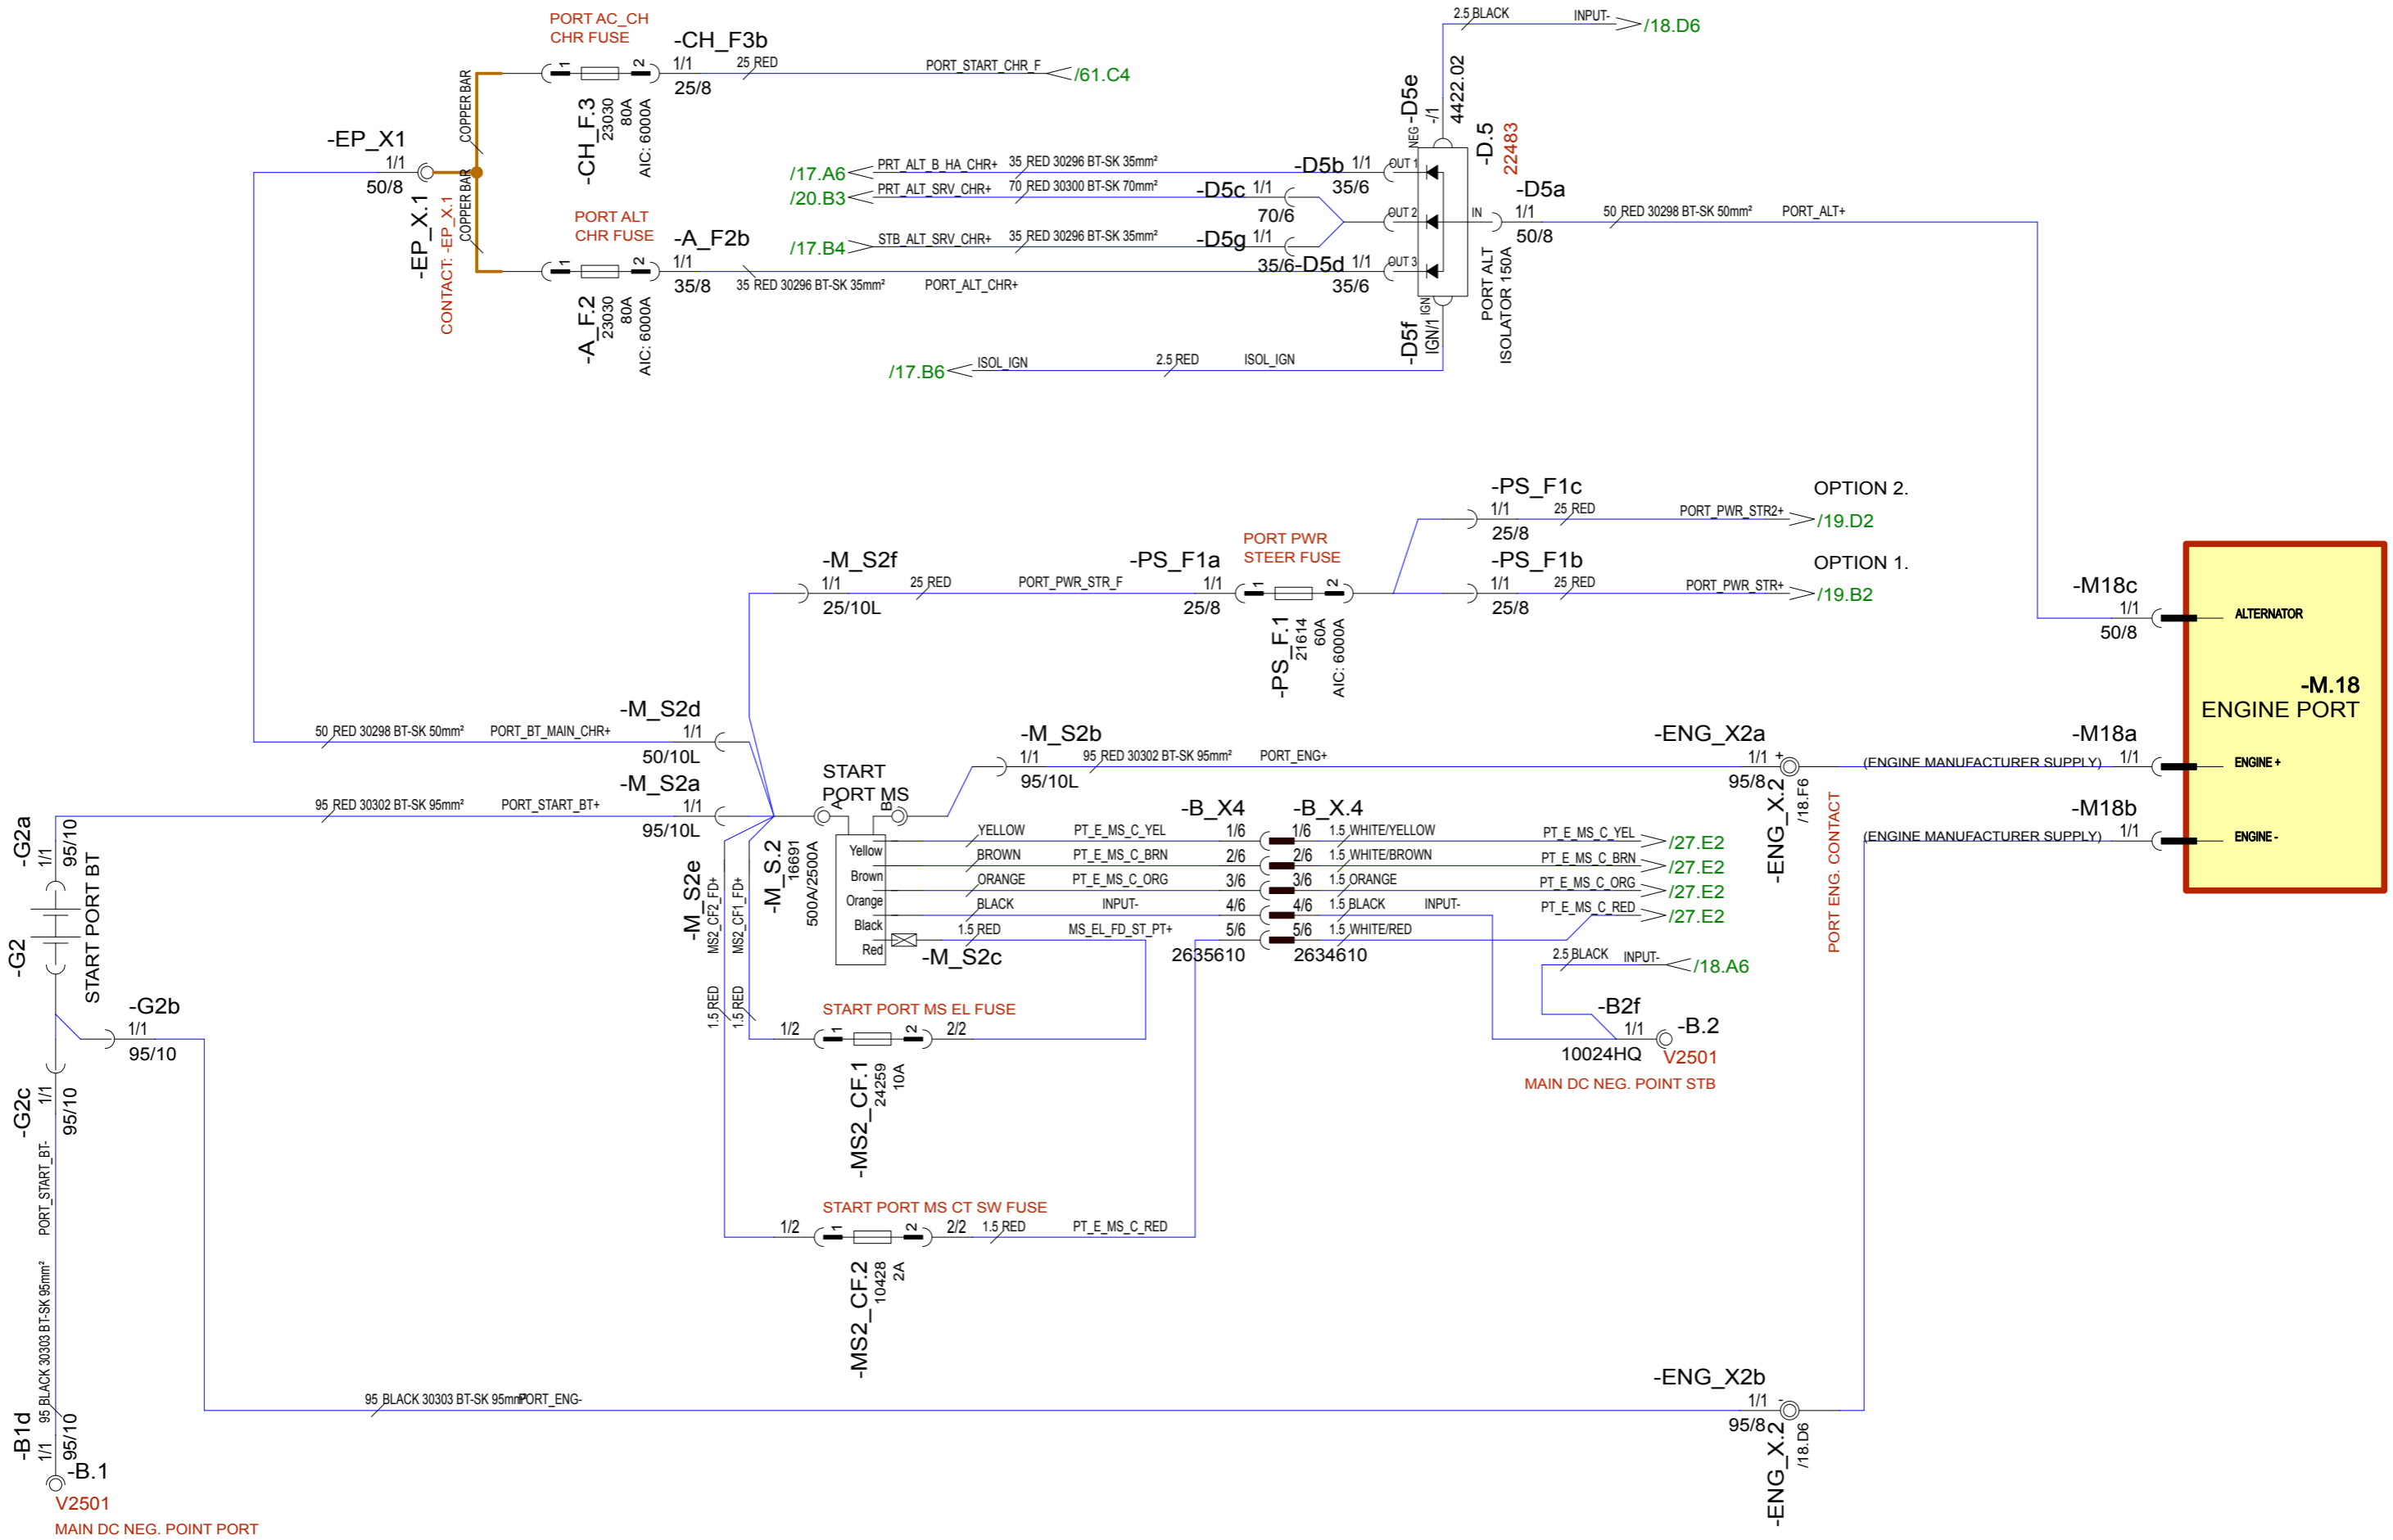 PORT AC_CH
CHR FUSE
-CH_F3b
1/1
25 RED
25/8
PORT_START_CHR_F
/61.C4
1
2
-CH_F.3
23030
80A
AIC: 6000A
COPPER BAR
COPPER BAR
-EP_X1
1/1
50/8
-EP_X.1
CONTACT: -EP_X.1
PORT ALT
CHR FUSE
-A_F2b
1/1
35/8
35 RED 30296 BT-SK 35mm²
PORT_ALT_CHR+
1
2
-A_F.2
23030
80A
AIC: 6000A
2.5 BLACK
INPUT-
/18.D6
-D5e
-/1
4422.02
NEG
-D.5
22483
/17.A6
PRT_ALT_B_HA_CHR+
35 RED 30296 BT-SK 35mm²
-D5b
1/1
35/6
OUT 1
/20.B3
PRT_ALT_SRV_CHR+
70 RED 30300 BT-SK 70mm²
-D5c
1/1
70/6
OUT 2
/17.B4
STB_ALT_SRV_CHR+
35 RED 30296 BT-SK 35mm²
-D5g
1/1
35/6
-D5d
1/1
35/6
OUT 3
IN
-D5a
1/1
50/8
50 RED 30298 BT-SK 50mm²
PORT_ALT+
PORT ALT
ISOLATOR 150A
IGN
-D5f
IGN/1
/17.B6
ISOL_IGN
2.5 RED
ISOL_IGN
-PS_F1c
1/1
25/8
25 RED
PORT_PWR_STR2+
OPTION 2.
/19.D2
-M_S2f
1/1
25/10L
25 RED
PORT_PWR_STR_F
-PS_F1a
1/1
25/8
PORT PWR
STEER FUSE
1
2
-PS_F.1
21614
60A
AIC: 6000A
-PS_F1b
1/1
25/8
25 RED
PORT_PWR_STR+
OPTION 1.
/19.B2
-M18c
1/1
50/8
ALTERNATOR
-M.18
ENGINE PORT
50 RED 30298 BT-SK 50mm²
PORT_BT_MAIN_CHR+
-M_S2d
1/1
50/10L
-M_S2b
1/1
95/10L
95 RED 30302 BT-SK 95mm²
PORT_ENG+
-ENG_X2a
1/1
95/8
+
-ENG_X.2
/18.F6
PORT ENG. CONTACT
(ENGINE MANUFACTURER SUPPLY)
-M18a
1/1
ENGINE +
(ENGINE MANUFACTURER SUPPLY)
-M18b
1/1
ENGINE -
95 RED 30302 BT-SK 95mm²
PORT_START_BT+
-M_S2a
1/1
95/10L
START
PORT MS
A
B
-M_S.2
16691
500A/2500A
-M_S2e
MS2_CF2_FD+
MS2_CF1_FD+
1.5 RED
1.5 RED
Yellow
Brown
Orange
Black
Red
-B_X4
-B_X.4
YELLOW
PT_E_MS_C_YEL
1/6
1/6
1.5 WHITE/YELLOW
PT_E_MS_C_YEL
/27.E2
BROWN
PT_E_MS_C_BRN
2/6
2/6
1.5 WHITE/BROWN
PT_E_MS_C_BRN
/27.E2
ORANGE
PT_E_MS_C_ORG
3/6
3/6
1.5 ORANGE
PT_E_MS_C_ORG
/27.E2
BLACK
INPUT-
4/6
4/6
1.5 BLACK
INPUT-
PT_E_MS_C_RED
/27.E2
1.5 RED
MS_EL_FD_ST_PT+
5/6
5/6
1.5 WHITE/RED
-M_S2c
2635610
2634610
2.5 BLACK
INPUT-
/18.A6
-B2f
1/1
10024HQ
-B.2
V2501
MAIN DC NEG. POINT STB
-G2a
1/1
95/10
-G2
START PORT BT
-G2b
1/1
95/10
-G2c
1/1
95/10
PORT_START_BT-
95 BLACK 30303 BT-SK 95mm²
-B1d
1/1
95/10
-B.1
V2501
MAIN DC NEG. POINT PORT
START PORT MS EL FUSE
1/2
1
2
2/2
-MS2_CF.1
24259
10A
START PORT MS CT SW FUSE
1/2
1
2
2/2
1.5 RED
PT_E_MS_C_RED
-MS2_CF.2
10428
2A
95 BLACK 30303 BT-SK 95mm²
PORT_ENG-
-ENG_X2b
1/1
95/8
-
-ENG_X.2
/18.D6